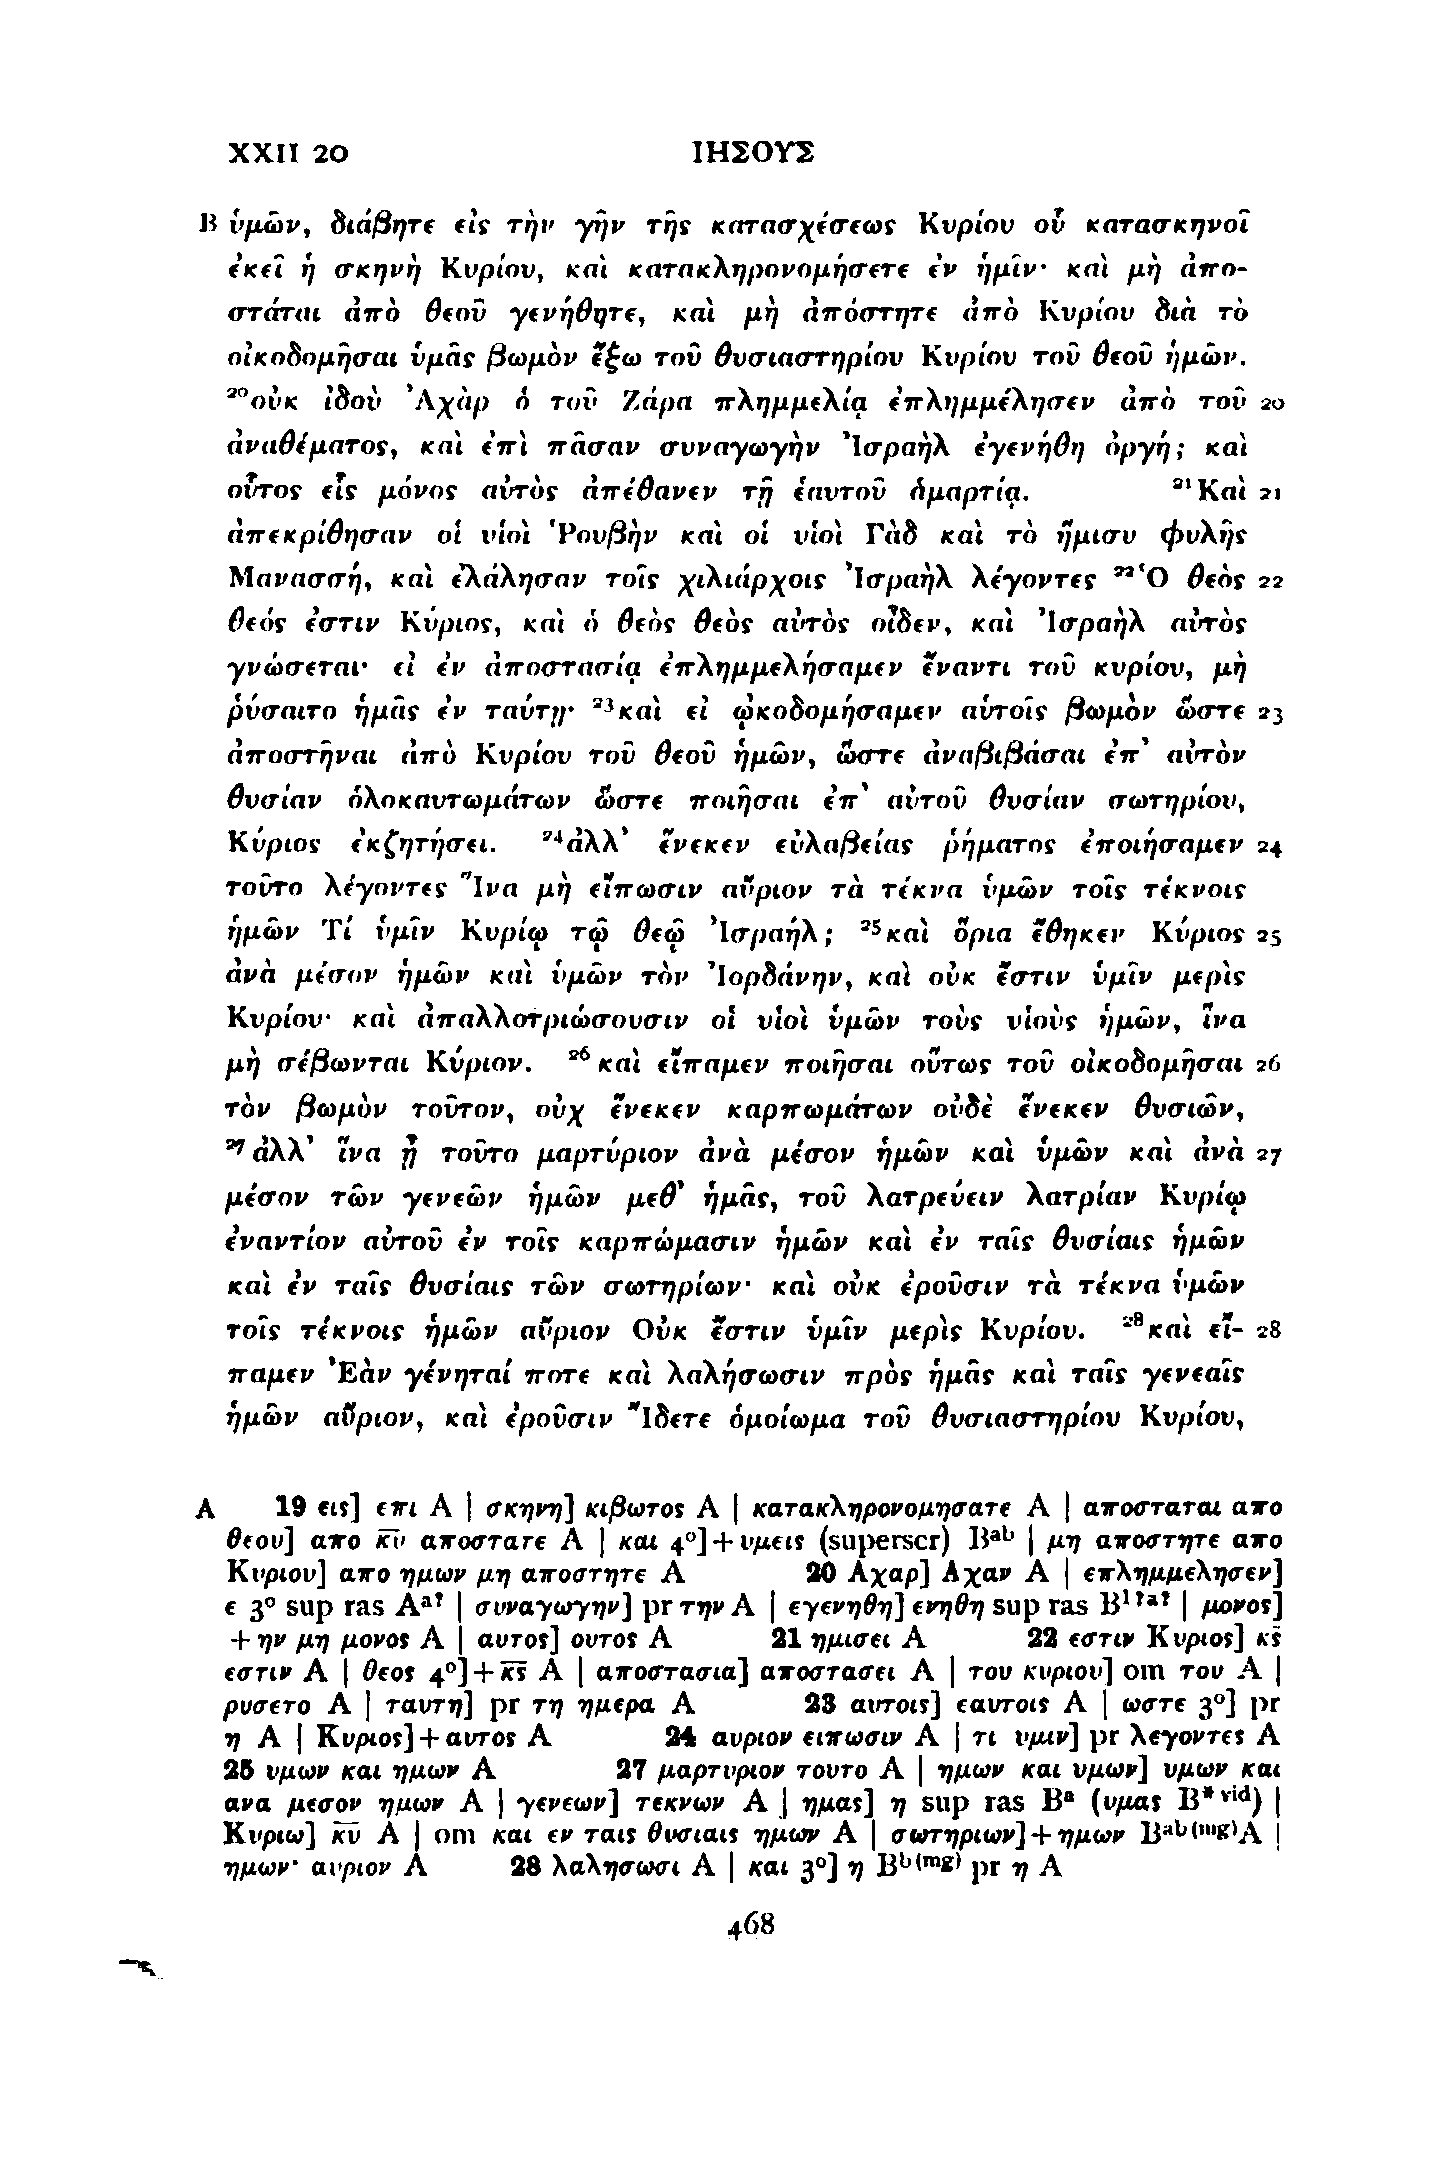 XXII 20 ΙΗΣΟΥΣ
B ὑμῶν, διάβητε εἰς τὴν γῆν τῆς κατασχέσεως Κυρίου οὗ κατασκηνοῖ
ἐκεῖ ἡ σκηνὴ Κυρίου, καὶ κατακληρονομήσετε ἐν ἡμῖν· καὶ μὴ ἀπο-
στάται ἀπὸ θεοῦ γενήθητε, καὶ μὴ ἀπόστητε ἀπὸ Κυρίου διὰ τὸ
οἰκοδομῆσαι ὑμᾶς βωμὸν ἔξω τοῦ θυσιαστηρίου Κυρίου τοῦ θεοῦ ἡμῶν.
²⁰οὐκ ἰδοὺ Ἀχὰρ ὁ τοῦ Ζάρα πλημμελίᾳ ἐπλημμέλησεν ἀπὸ τοῦ 20
ἀναθέματος, καὶ ἐπὶ πᾶσαν συναγωγὴν Ἰσραὴλ ἐγενήθη ὀργή; καὶ
οὗτος εἷς μόνος αὐτὸς ἀπέθανεν τῇ ἑαυτοῦ ἁμαρτίᾳ. ²¹Καὶ 21
ἀπεκρίθησαν οἱ υἱοὶ Ῥουβὴν καὶ οἱ υἱοὶ Γὰδ καὶ τὸ ἥμισυ φυλῆς
Μανασσή, καὶ ἐλάλησαν τοῖς χιλιάρχοις Ἰσραὴλ λέγοντες ²²Ὁ θεὸς 22
θεός ἐστιν Κύριος, καὶ ὁ θεὸς θεὸς αὐτὸς οἶδεν, καὶ Ἰσραὴλ αὐτὸς
γνώσεται· εἰ ἐν ἀποστασίᾳ ἐπλημμελήσαμεν ἔναντι τοῦ κυρίου, μὴ
ῥύσαιτο ἡμᾶς ἐν ταύτῃ· ²³καὶ εἰ ᾠκοδομήσαμεν αὑτοῖς βωμὸν ὥστε 23
ἀποστῆναι ἀπὸ Κυρίου τοῦ θεοῦ ἡμῶν, ὥστε ἀναβιβάσαι ἐπ᾽ αὐτὸν
θυσίαν ὁλοκαυτωμάτων ὥστε ποιῆσαι ἐπ᾽ αὐτοῦ θυσίαν σωτηρίου,
Κύριος ἐκζητήσει. ²⁴ἀλλ᾽ ἕνεκεν εὐλαβείας ῥήματος ἐποιήσαμεν 24
τοῦτο λέγοντες Ἵνα μὴ εἴπωσιν αὔριον τὰ τέκνα ὑμῶν τοῖς τέκνοις
ἡμῶν Τί ὑμῖν Κυρίῳ τῷ θεῷ Ἰσραήλ; ²⁵καὶ ὅρια ἔθηκεν Κύριος 25
ἀνὰ μέσον ἡμῶν καὶ ὑμῶν τὸν Ἰορδάνην, καὶ οὐκ ἔστιν ὑμῖν μερὶς
Κυρίου· καὶ ἀπαλλοτριώσουσιν οἱ υἱοὶ ὑμῶν τοὺς υἱοὺς ἡμῶν, ἵνα
μὴ σέβωνται Κύριον. ²⁶καὶ εἴπαμεν ποιῆσαι οὕτως τοῦ οἰκοδομῆσαι 26
τὸν βωμὸν τοῦτον, οὐχ ἕνεκεν καρπωμάτων οὐδὲ ἕνεκεν θυσιῶν,
²⁷ἀλλ᾽ ἵνα ᾖ τοῦτο μαρτύριον ἀνὰ μέσον ἡμῶν καὶ ὑμῶν καὶ ἀνὰ 27
μέσον τῶν γενεῶν ἡμῶν μεθ᾽ ἡμᾶς, τοῦ λατρεύειν λατρίαν Κυρίῳ
ἐναντίον αὐτοῦ ἐν τοῖς καρπώμασιν ἡμῶν καὶ ἐν ταῖς θυσίαις ἡμῶν
καὶ ἐν ταῖς θυσίαις τῶν σωτηρίων· καὶ οὐκ ἐροῦσιν τὰ τέκνα ὑμῶν
τοῖς τέκνοις ἡμῶν αὔριον Οὐκ ἔστιν ὑμῖν μερὶς Κυρίου. ²⁸καὶ εἴ- 28
παμεν Ἐὰν γένηταί ποτε καὶ λαλήσωσιν πρὸς ἡμᾶς καὶ ταῖς γενεαῖς
ἡμῶν αὔριον, καὶ ἐροῦσιν Ἴδετε ὁμοίωμα τοῦ θυσιαστηρίου Κυρίου,
A 19 εις] επι A | σκηνη] κιβωτος A | κατακληρονομησατε A | αποσταται απο
θεου] απο κ̅υ̅ αποστατε A | και 4°]+υμεις (superscr) Bᵃᵇ | μη αποστητε απο
Κυριου] απο ημων μη αποστητε A 20 Αχαρ] Αχαν A | επλημμελησεν]
ε 3° sup ras Aᵃ? | συναγωγην] pr την A | εγενηθη] ενηθη sup ras B¹?ᵃ? | μονος]
+ην μη μονος A | αυτος] ουτος A 21 ημισει A 22 εστιν Κυριος] κ̅ς̅
εστιν A | θεος 4°]+κ̅ς̅ A | αποστασια] αποστασει A | του κυριου] om του A |
ρυσετο A | ταυτη] pr τη ημερα A 23 αυτοις] εαυτοις A | ωστε 3°] pr
η A | Κυριος]+αυτος A 24 αυριον ειπωσιν A | τι υμιν] pr λεγοντες A
25 υμων και ημων A 27 μαρτυριον τουτο A | ημων και υμων] υμων και
ανα μεσον ημων A | γενεων] τεκνων A | ημας] η sup ras Bᵃ (υμας B*ᵛⁱᵈ) |
Κυριω] κ̅υ̅ A | om και εν ταις θυσιαις ημων A | σωτηριων]+ημων Bᵃᵇ⁽ᵐᵍ⁾A |
ημων· αυριον A 28 λαλησωσι A | και 3°] η Bᵇ⁽ᵐᵍ⁾ pr η A
468